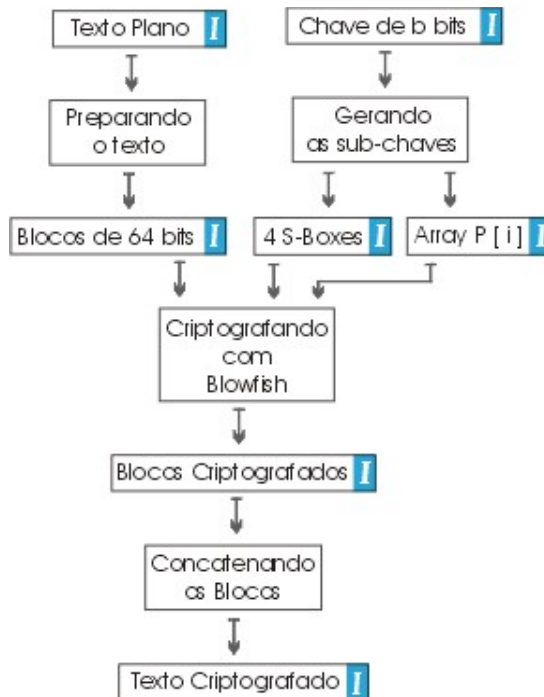 Texto Plano I
Chave de b bits I
Preparando
o texto
Gerando
as sub-chaves
Blocos de 64 bits I
4 S-Boxes I
Array P [ i ] I
Criptografando
com
Blowfish
Blocos Criptografados I
Concatenando
os Blocos
Texto Criptografado I